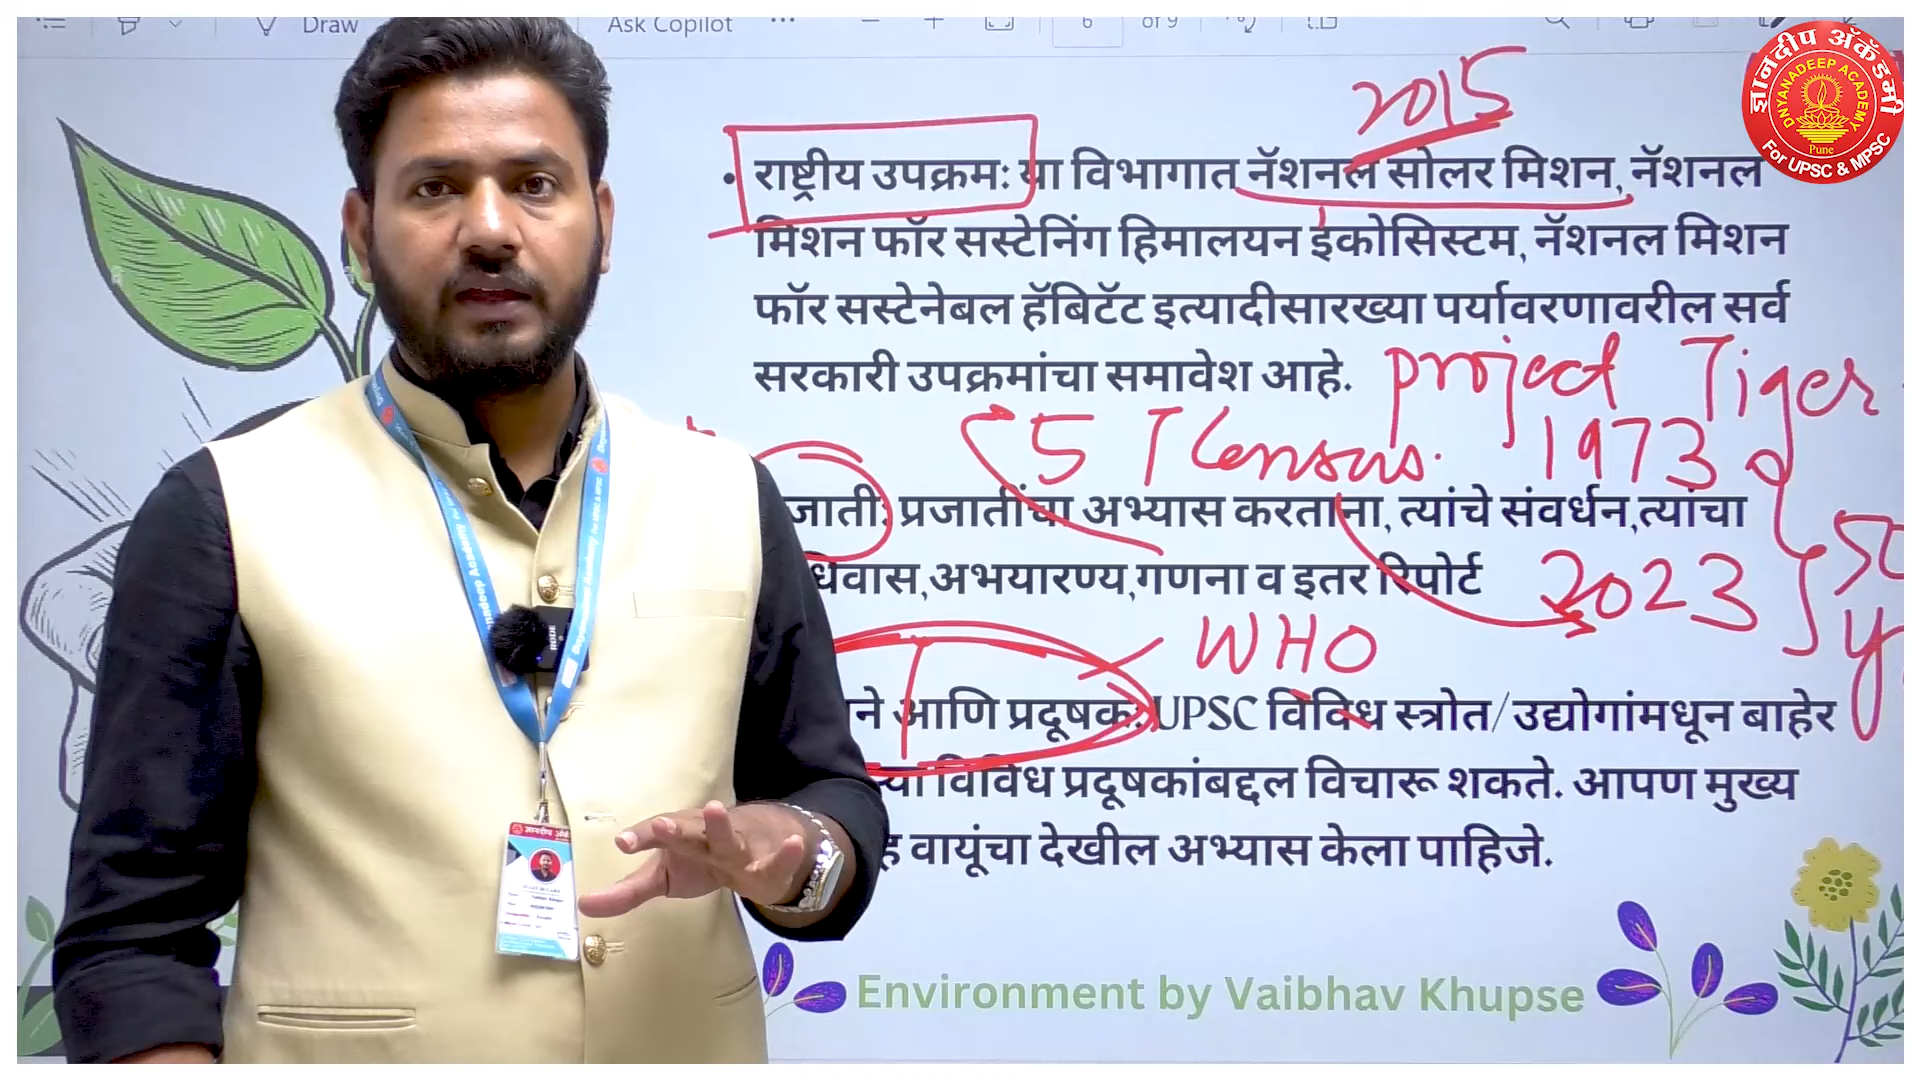 Draw
Ask Copilot
6
of 9
ज्ञानदीप अ‍ॅकॅडमी
DNYANADEEP ACADEMY
Pune
For UPSC & MPSC
2015
• राष्ट्रीय उपक्रम: या विभागात नॅशनल सोलर मिशन, नॅशनल
मिशन फॉर सस्टेनिंग हिमालयन इकोसिस्टम, नॅशनल मिशन
फॉर सस्टेनेबल हॅबिटॅट इत्यादीसारख्या पर्यावरणावरील सर्व
सरकारी उपक्रमांचा समावेश आहे.
project Tiger
5 T Census. 1973
जाती: प्रजातींचा अभ्यास करताना, त्यांचे संवर्धन,त्यांचा
धिवास,अभयारण्य,गणना व इतर रिपोर्ट
2023
50
WHO
ने आणि प्रदूषक: UPSC विविध स्त्रोत/उद्योगांमधून बाहेर
विविध प्रदूषकांबद्दल विचारू शकते. आपण मुख्य
वायूंचा देखील अभ्यास केला पाहिजे.
RODE
Environment by Vaibhav Khupse